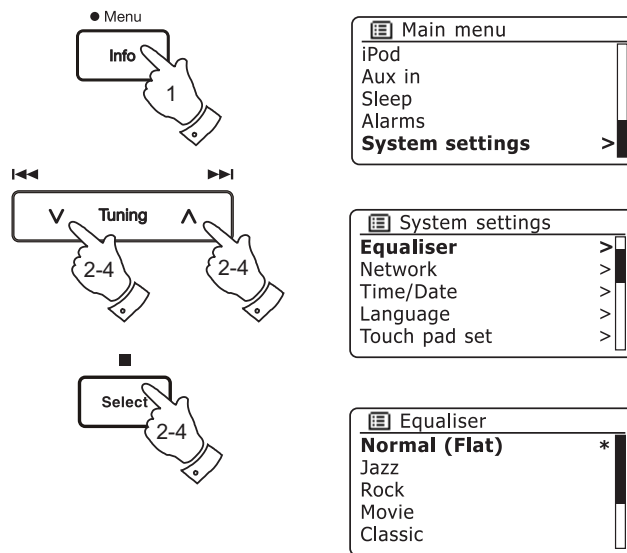 ● Menu
Info
1
Tuning
2-4
2-4
Select
2-4
Main menu
iPod
Aux in
Sleep
Alarms
System settings >
System settings
Equaliser >
Network >
Time/Date >
Language >
Touch pad set >
Equaliser
Normal (Flat) *
Jazz
Rock
Movie
Classic